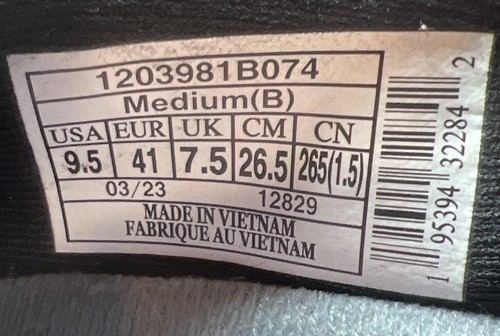 1203981B074
Medium(B)
USA EUR UK CM CN
9.5 41 7.5 26.5 265(1.5)
03/23 12829
MADE IN VIETNAM
FABRIQUE AU VIETNAM
1 95394 32284 2